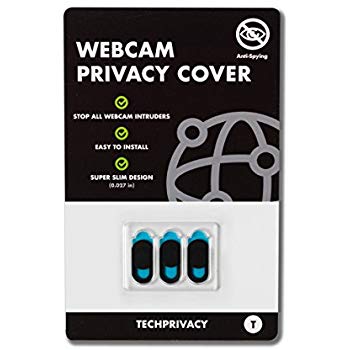 WEBCAM
PRIVACY COVER
Anti-Spying
STOP ALL WEBCAM INTRUDERS
EASY TO INSTALL
SUPER SLIM DESIGN
(0.027 in)
TECHPRIVACY
T